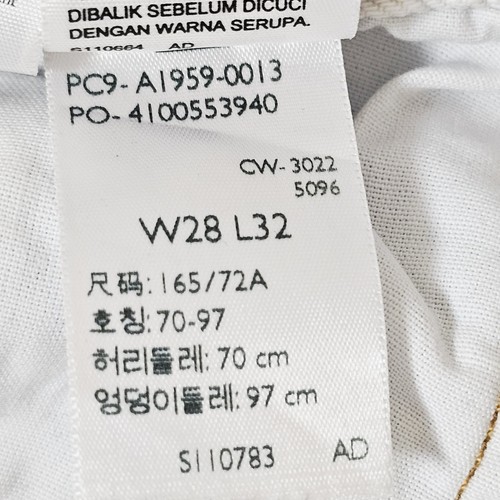 DIBALIK SEBELUM DICUCI
DENGAN WARNA SERUPA.
S110664 AD
PC9- A1959-0013
PO- 4100553940
CW- 3022
5096
W28 L32
尺码: 165/72A
호칭: 70-97
허리둘레: 70 cm
엉덩이둘레: 97 cm
S110783 AD